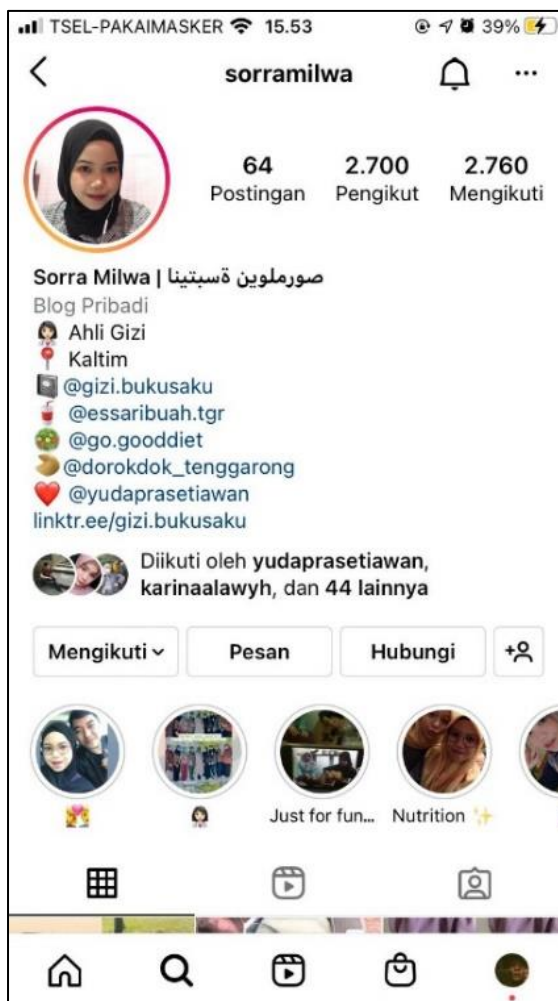 TSEL-PAKAIMASKER 15.53 39%
sorramilwa
64 2.700 2.760
Postingan Pengikut Mengikuti
Sorra Milwa | صورملوين ةسبتينا
Blog Pribadi
Ahli Gizi
Kaltim
@gizi.bukusaku
@essaribuah.tgr
@go.gooddiet
@dorokdok_tenggarong
@yudaprasetiawan
linktr.ee/gizi.bukusaku
Diikuti oleh yudaprasetiawan,
karinaalawyh, dan 44 lainnya
Mengikuti Pesan Hubungi
Just for fun... Nutrition